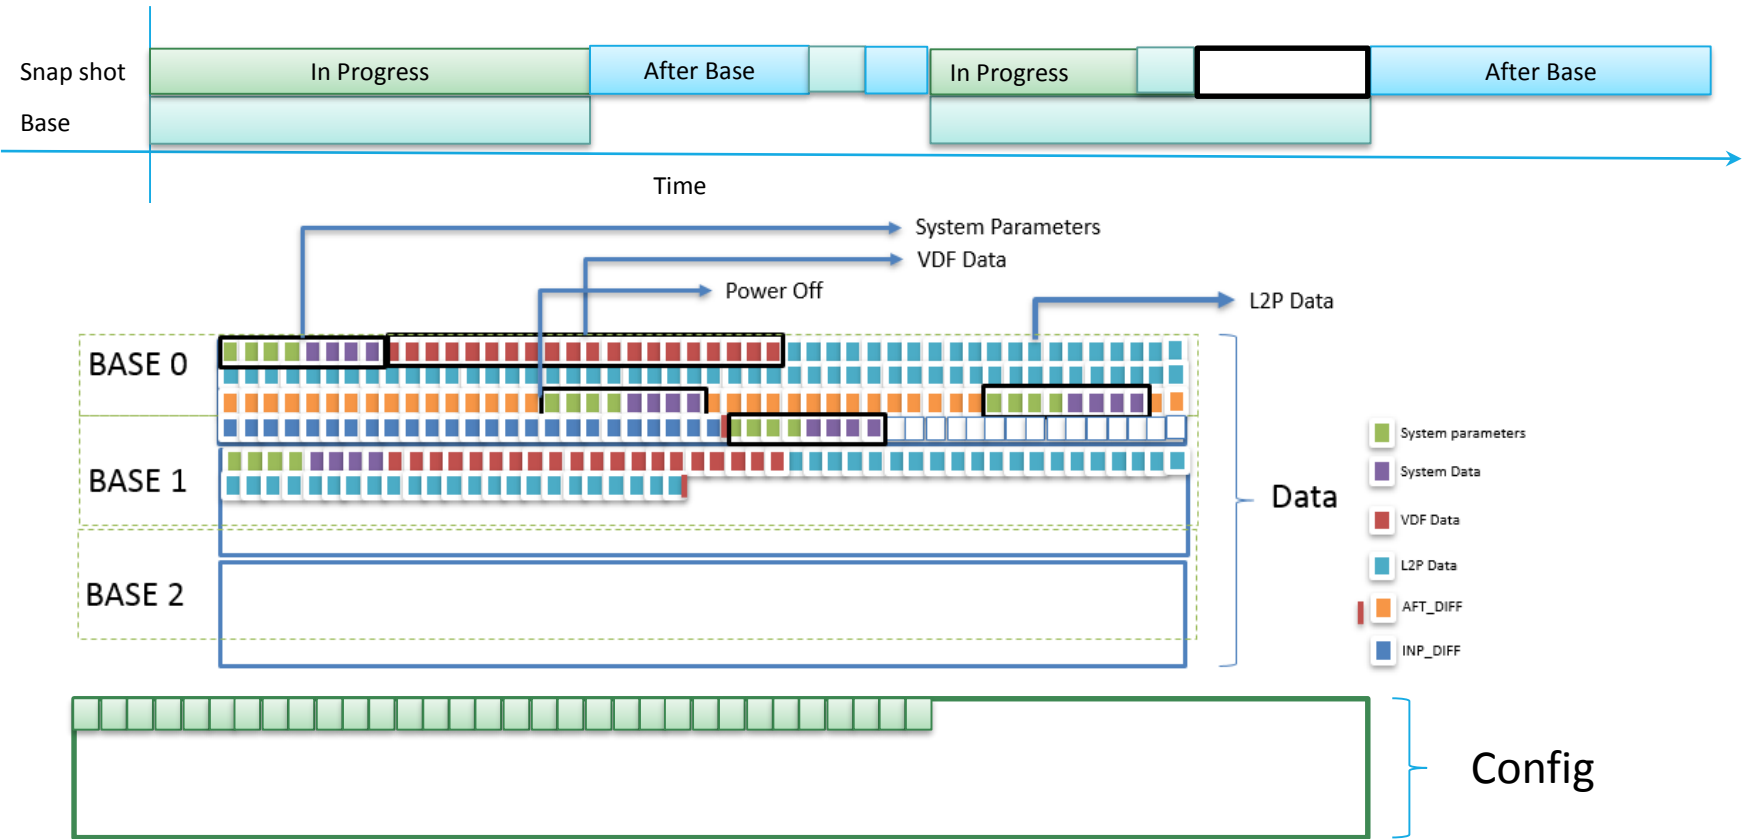 Snap shot
In Progress
After Base
In Progress
After Base
Base
Time
System Parameters
VDF Data
Power Off
L2P Data
BASE 0
BASE 1
BASE 2
Data
System parameters
System Data
VDF Data
L2P Data
AFT_DIFF
INP_DIFF
Config